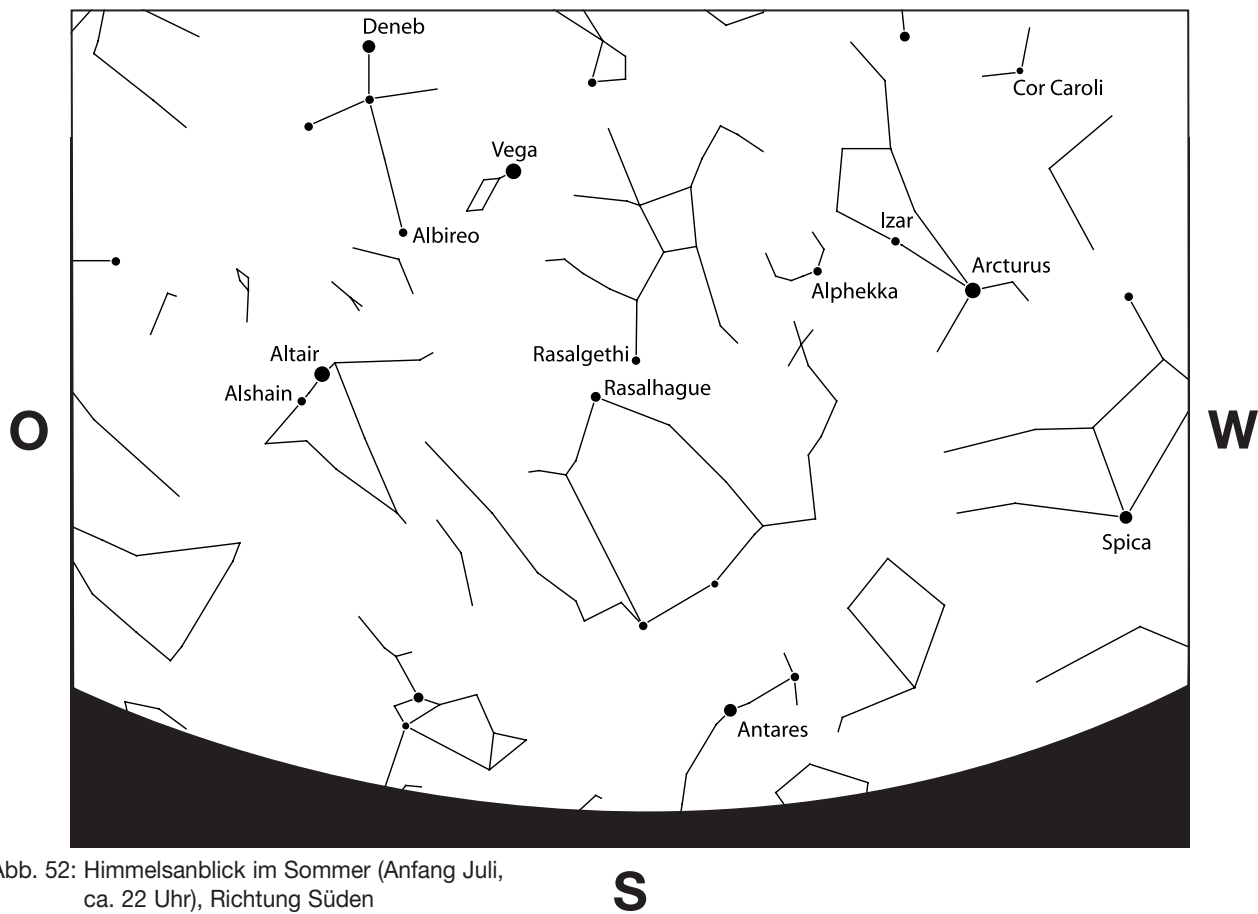 Deneb
Cor Caroli
Vega
Izar
Albireo
Arcturus
Alphekka
Altair
Rasalgethi
Rasalhague
Alshain
O
W
Spica
Antares
Abb. 52: Himmelsanblick im Sommer (Anfang Juli,
ca. 22 Uhr), Richtung Süden
S